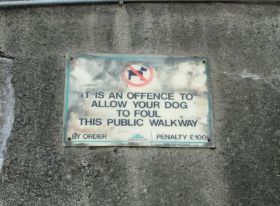 IT IS AN OFFENCE TO
ALLOW YOUR DOG
TO FOUL
THIS PUBLIC WALKWAY
BY ORDER PENALTY £100